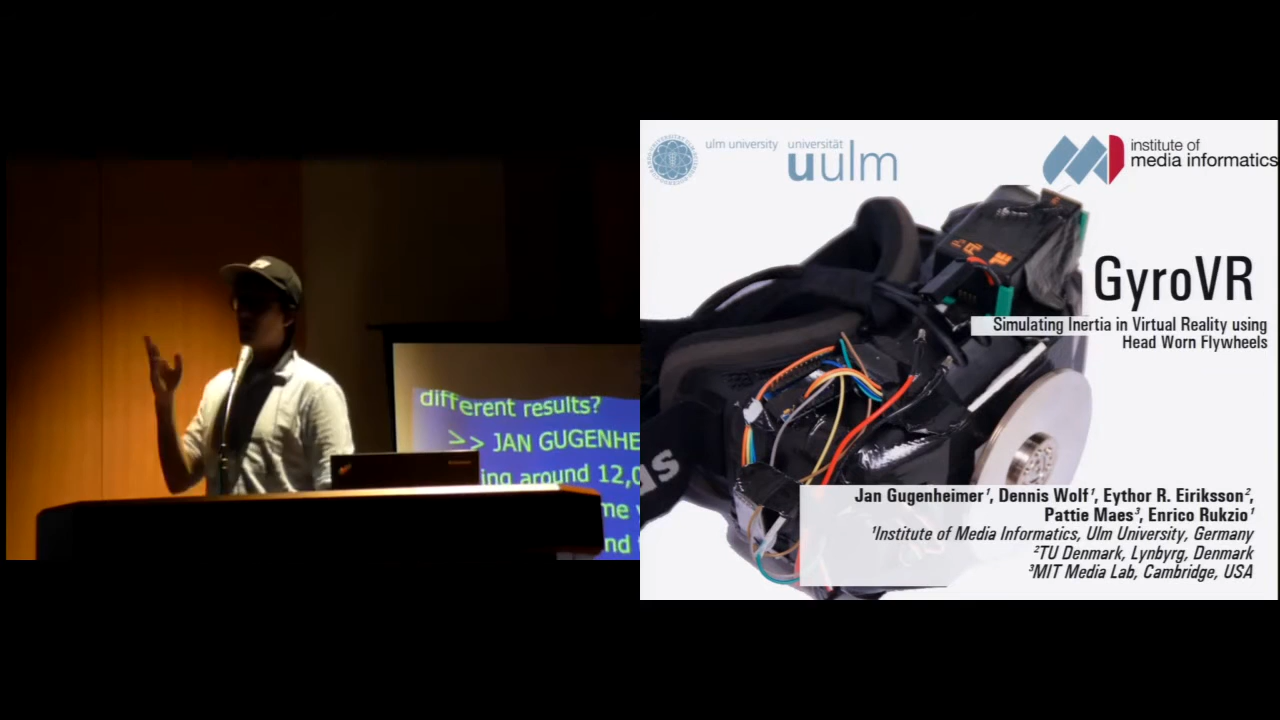 different results?
>> JAN GUGENHE
ing around 12,0
me
nd
ulm university
universität
uulm
institute of
media informatics
GyroVR
Simulating Inertia in Virtual Reality using
Head Worn Flywheels
Jan Gugenheimer¹, Dennis Wolf¹, Eythor R. Eiriksson²,
Pattie Maes³, Enrico Rukzio¹
¹Institute of Media Informatics, Ulm University, Germany
²TU Denmark, Lynbyrg, Denmark
³MIT Media Lab, Cambridge, USA